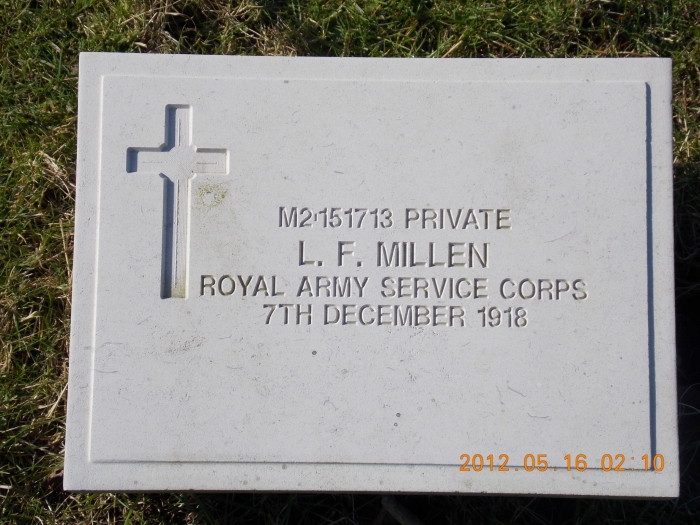 M2/151713 PRIVATE
L. F. MILLEN
ROYAL ARMY SERVICE CORPS
7TH DECEMBER 1918
2012.05.16 02:10